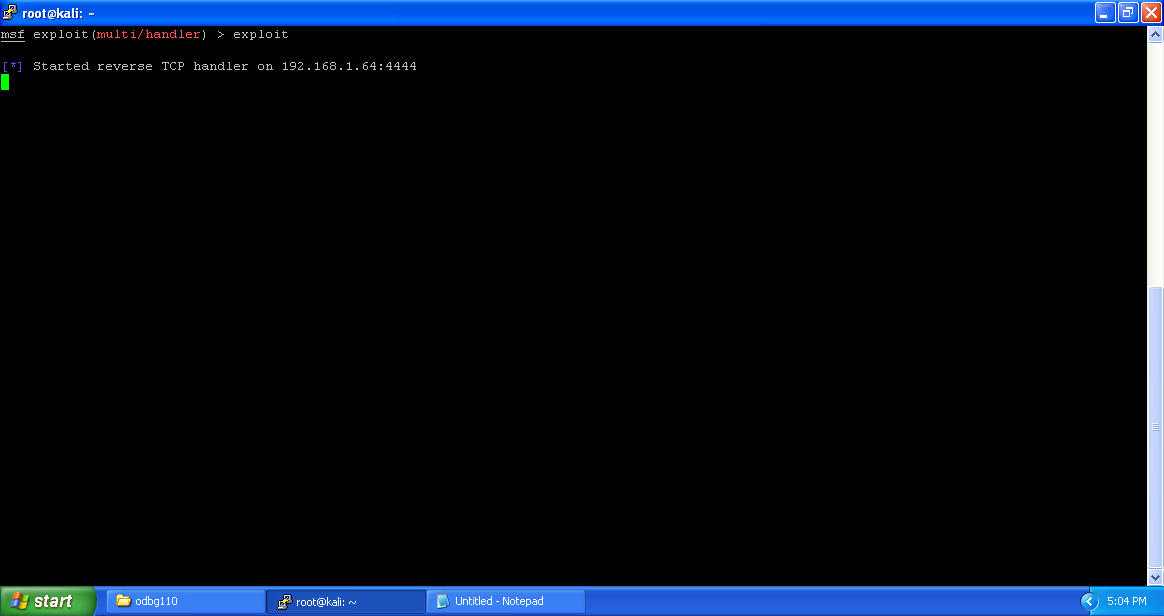 root@kali: ~
msf exploit(multi/handler) > exploit
[*] Started reverse TCP handler on 192.168.1.64:4444
start
odbg110
root@kali: ~
Untitled - Notepad
5:04 PM